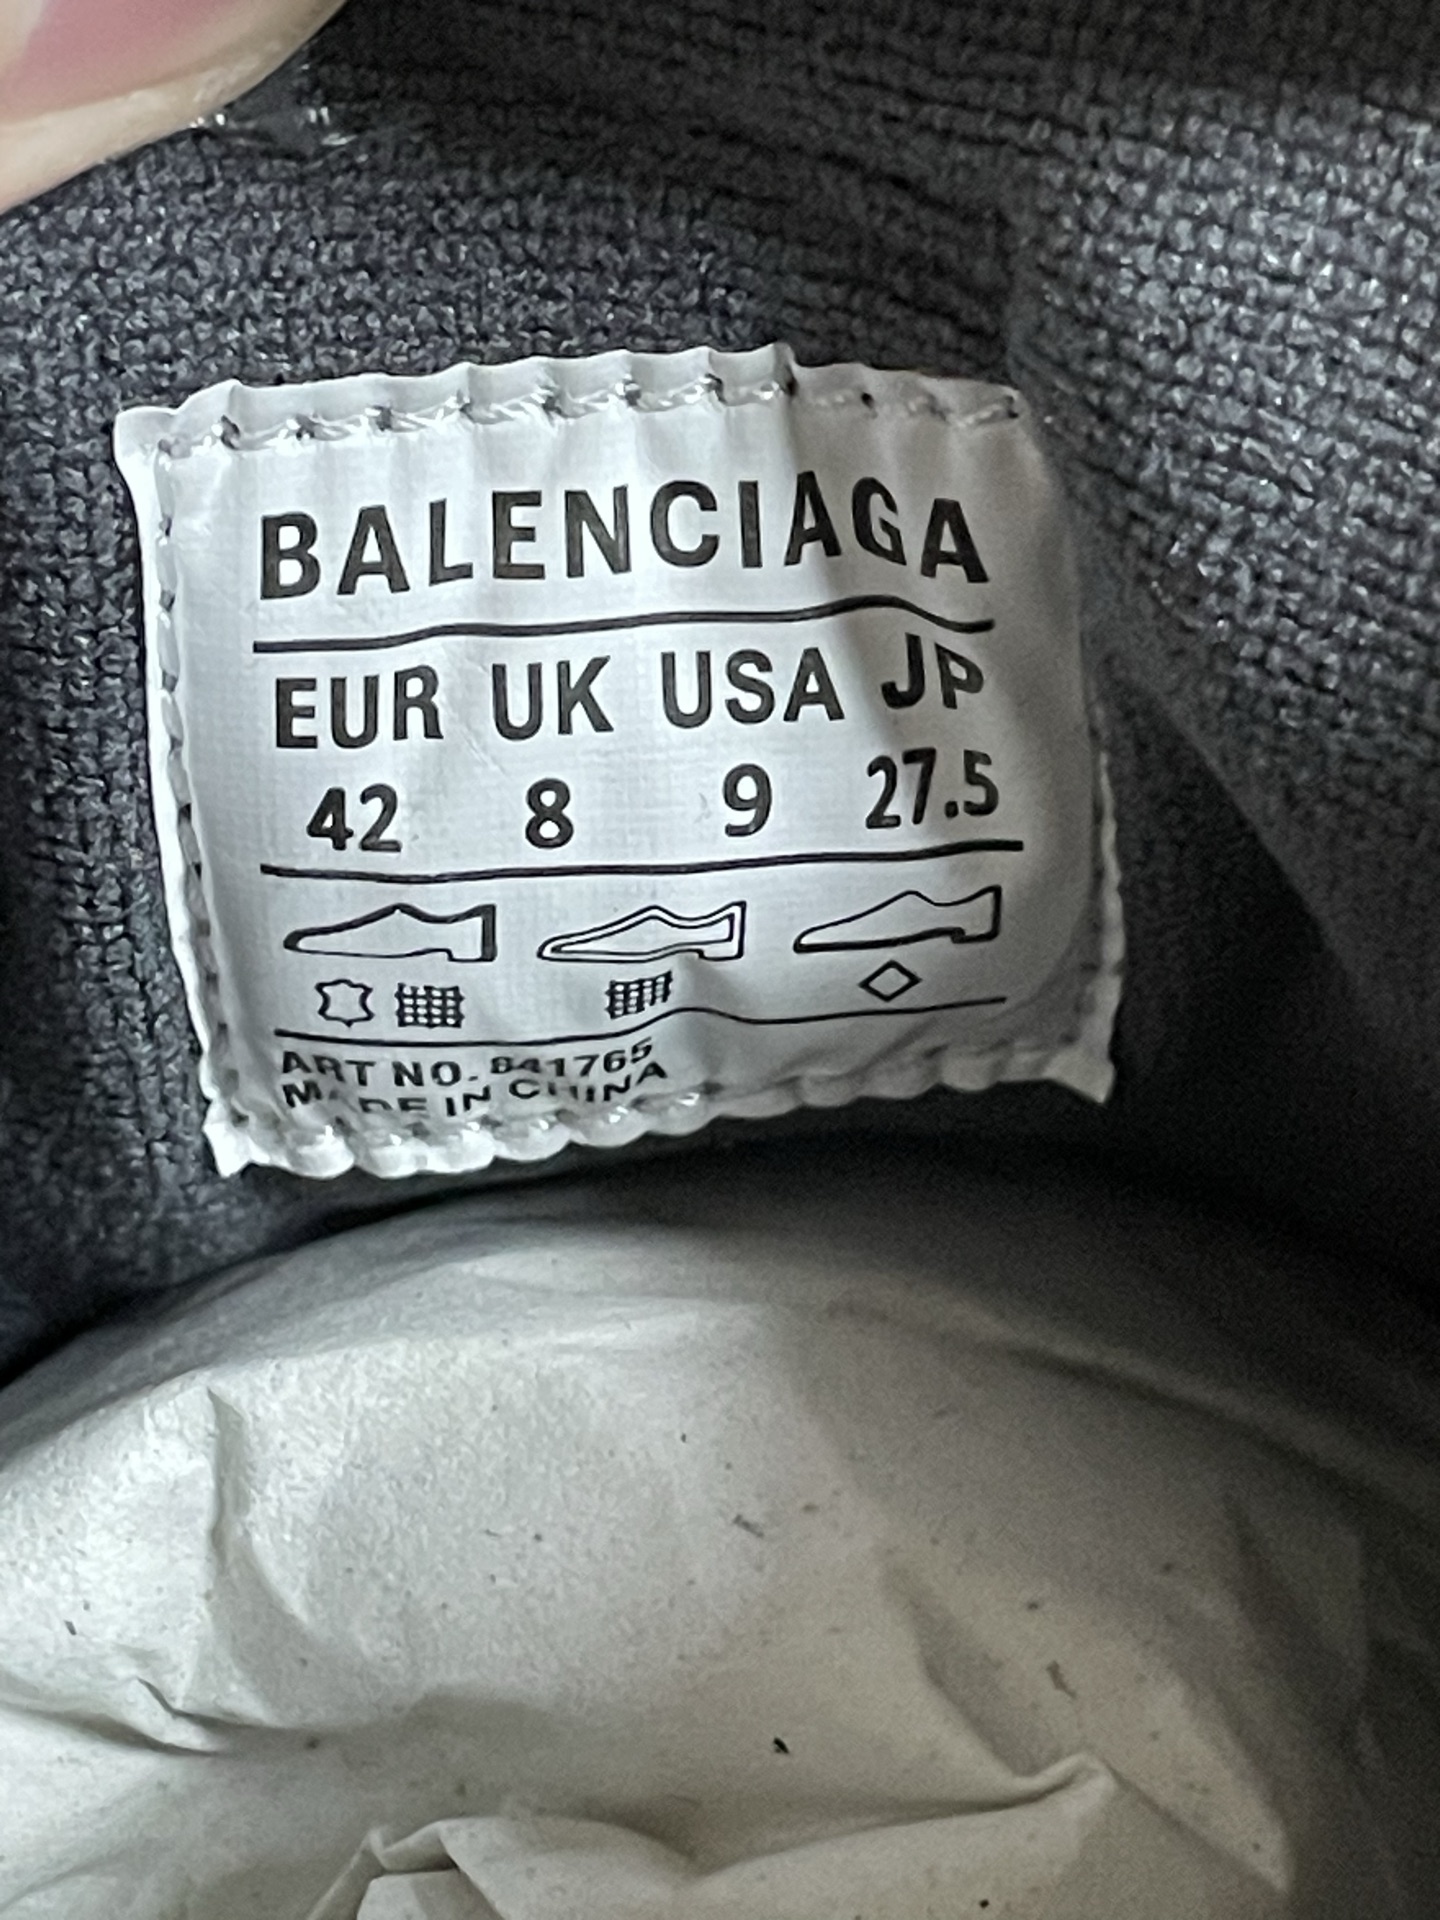 BALENCIAGA
EUR UK USA JP
42 8 9 27.5
ART NO. 841765
MADE IN CHINA